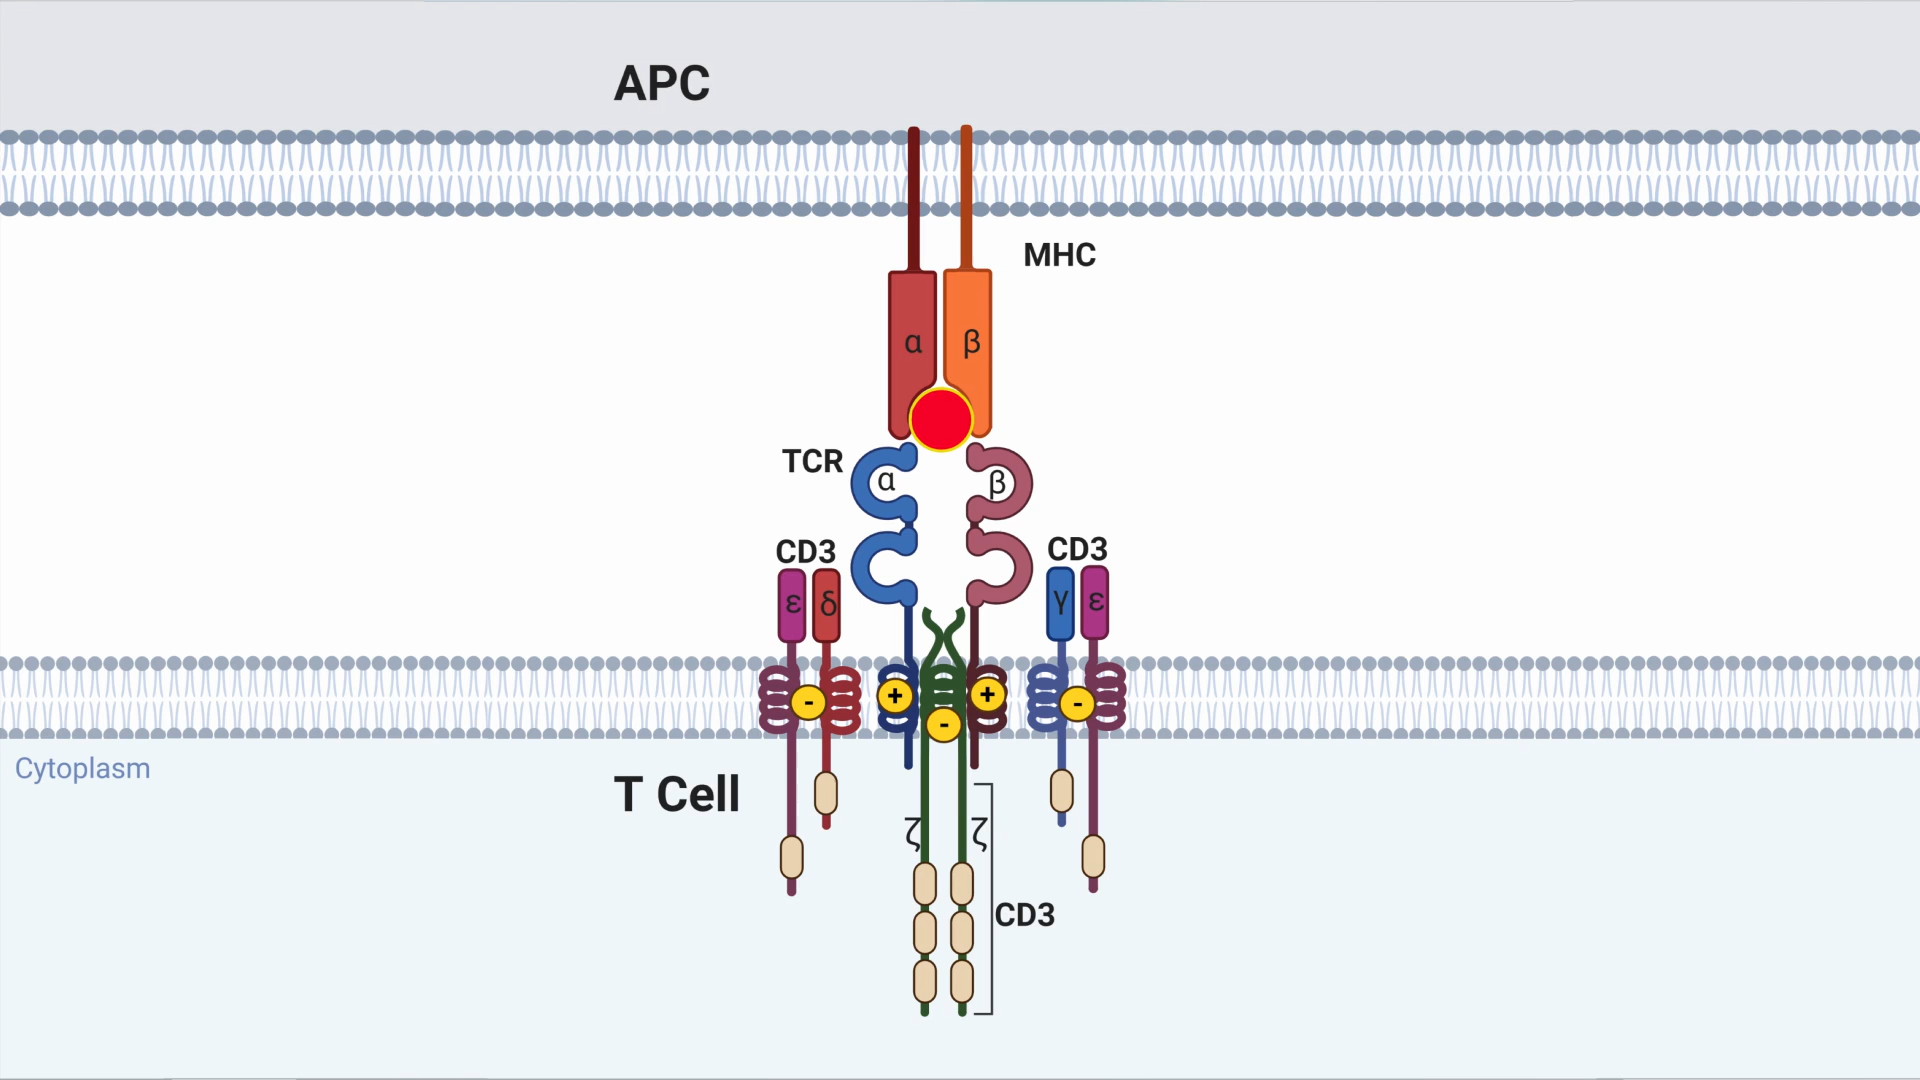 APC
MHC
α
β
TCR
α
β
CD3
CD3
ε
δ
γ
ε
-
+
-
+
-
Cytoplasm
T Cell
ζ
ζ
CD3